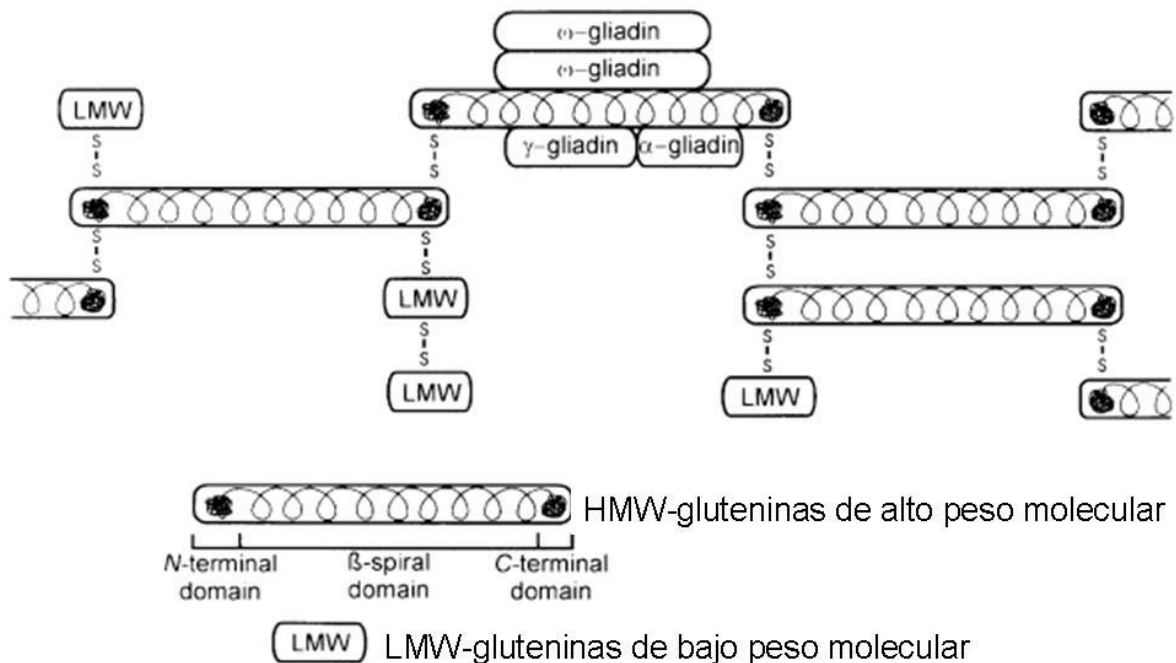 ω-gliadin
ω-gliadin
LMW
γ-gliadin
α-gliadin
S
S
S
S
S
S
S
S
S
S
S
S
LMW
S
S
S
S
S
S
S
S
LMW
LMW
HMW-gluteninas de alto peso molecular
N-terminal domain
ß-spiral domain
C-terminal domain
LMW
LMW-gluteninas de bajo peso molecular